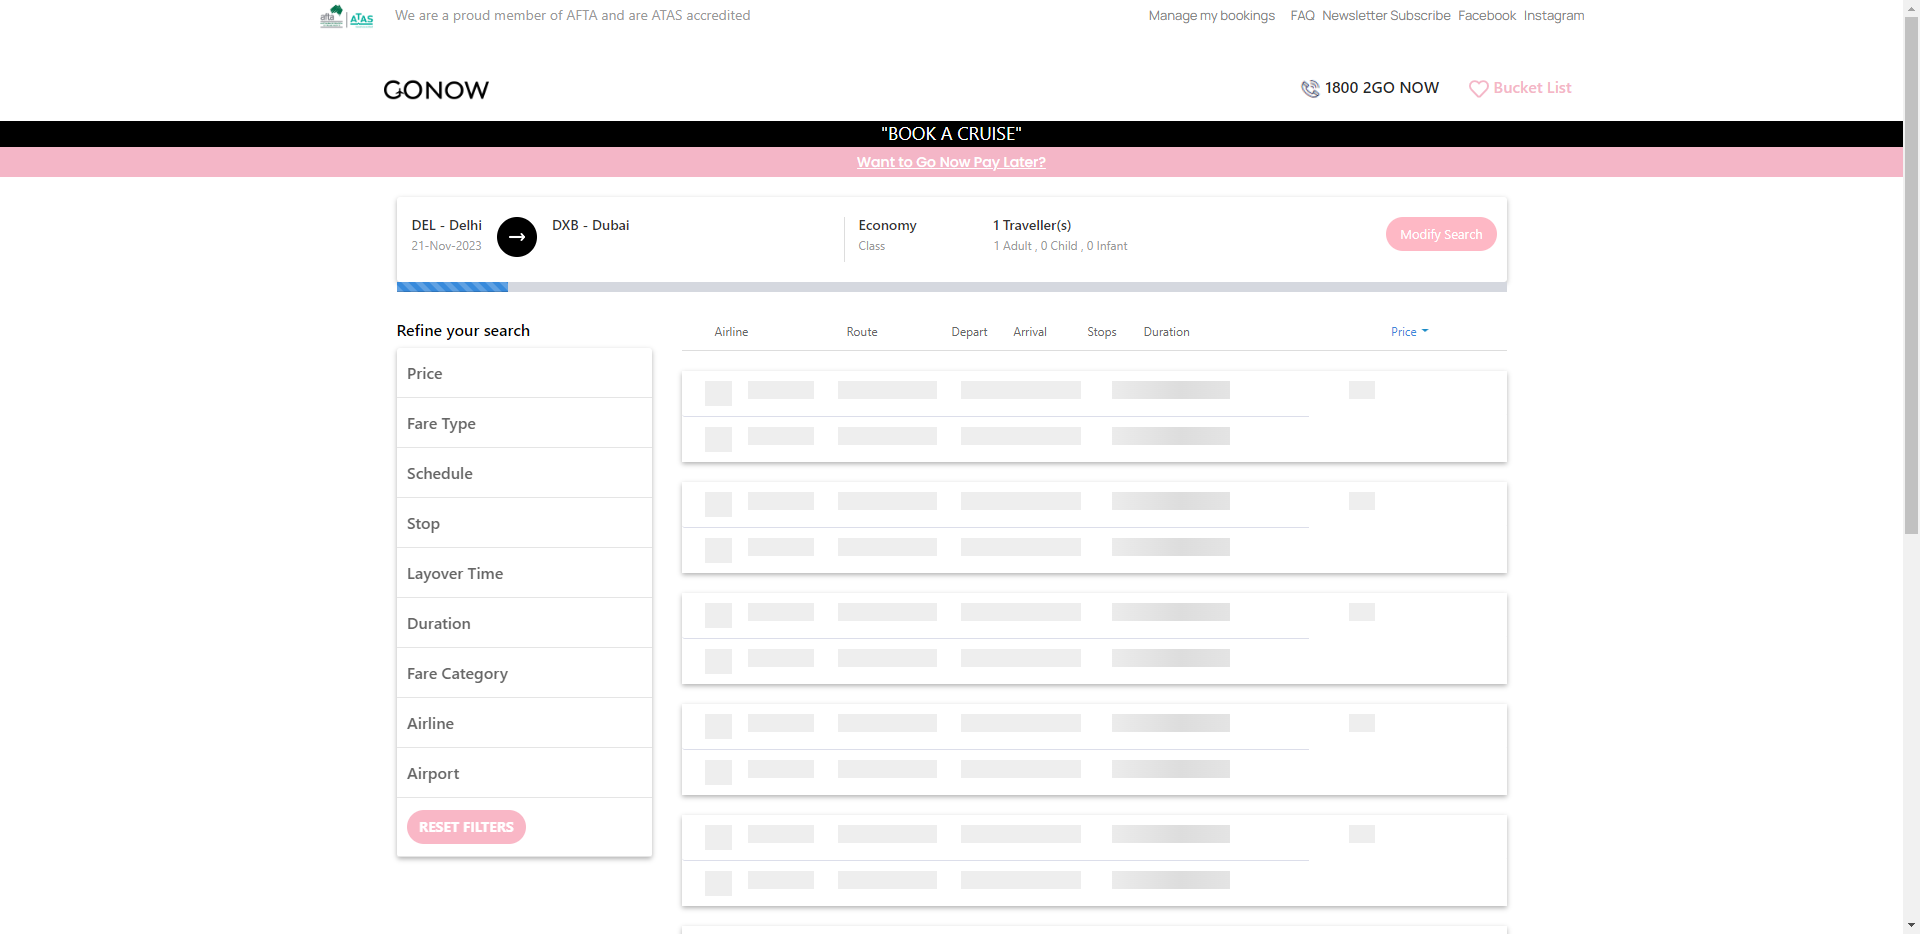 afta ATAS We are a proud member of AFTA and are ATAS accredited Manage my bookings FAQ Newsletter Subscribe Facebook Instagram
GONOW 1800 2GO NOW Bucket List
"BOOK A CRUISE"
Want to Go Now Pay Later?
DEL - Delhi DXB - Dubai Economy 1 Traveller(s) Modify Search
21-Nov-2023 Class 1 Adult , 0 Child , 0 Infant
Refine your search Airline Route Depart Arrival Stops Duration Price
Price
Fare Type
Schedule
Stop
Layover Time
Duration
Fare Category
Airline
Airport
RESET FILTERS